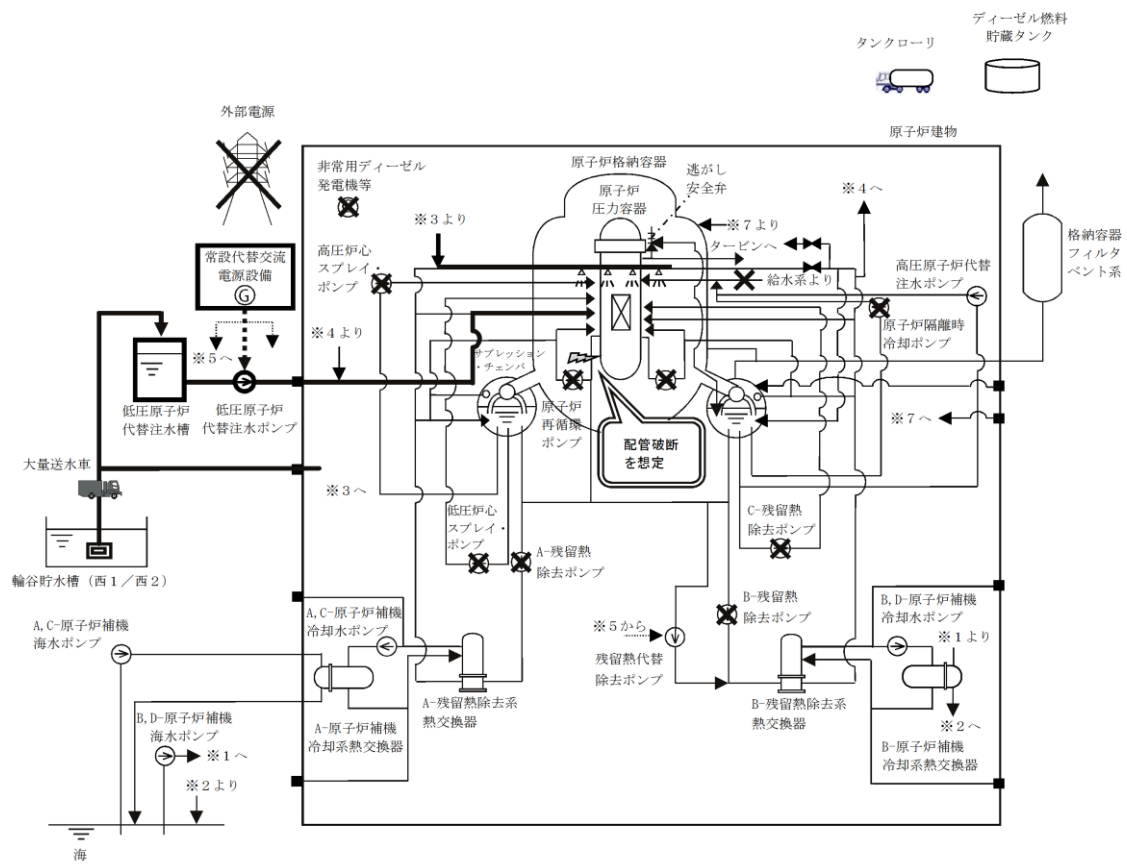 ディーゼル燃料
貯蔵タンク
タンクローリ
外部電源
原子炉建物
非常用ディーゼル
発電機等
原子炉格納容器
原子炉
圧力容器
逃がし
安全弁
※４へ
※３より
※７より
タービンへ
格納容器
フィルタ
ベント系
常設代替交流
電源設備
G
高圧炉心
スプレイ・
ポンプ
給水系より
高圧原子炉代替
注水ポンプ
原子炉隔離時
冷却ポンプ
※４より
※５へ
サプレッション
・チェンバ
低圧原子炉
代替注水槽
低圧原子炉
代替注水ポンプ
原子炉
再循環
ポンプ
配管破断
を想定
※７へ
大量送水車
※３へ
低圧炉心
スプレイ・
ポンプ
A-残留熱
除去ポンプ
C-残留熱
除去ポンプ
輪谷貯水槽（西１／西２）
A,C-原子炉補機
海水ポンプ
A,C-原子炉補機
冷却水ポンプ
B-残留熱
除去ポンプ
※５から
残留熱代替
除去ポンプ
B,D-原子炉補機
冷却水ポンプ
※１より
A-残留熱除去系
熱交換器
B-残留熱除去系
熱交換器
※２へ
B,D-原子炉補機
海水ポンプ
※１へ
※２より
A-原子炉補機
冷却系熱交換器
B-原子炉補機
冷却系熱交換器
海